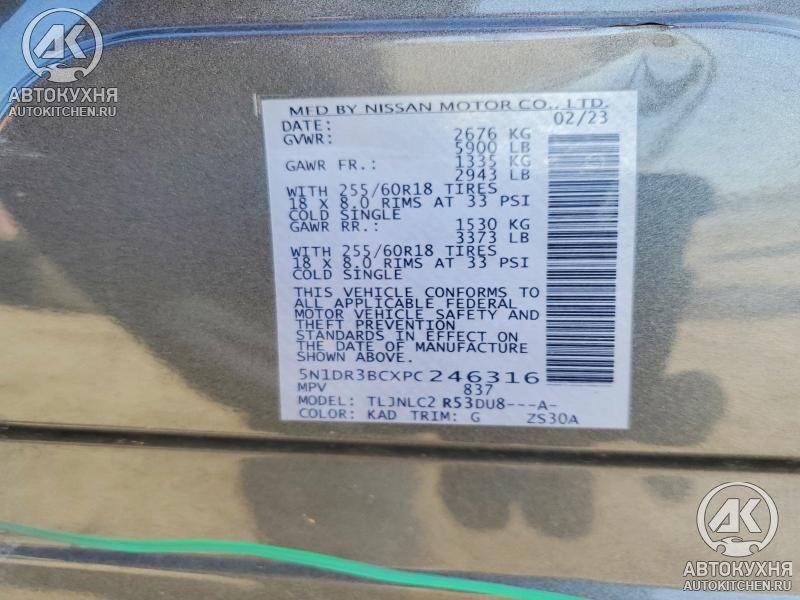 АК
АВТОКУХНЯ
AUTOKITCHEN.RU
MFD BY NISSAN MOTOR CO., LTD.
DATE: 02/23
GVWR: 2676 KG
5900 LB
GAWR FR.: 1335 KG
2943 LB
WITH 255/60R18 TIRES
18 X 8.0 RIMS AT 33 PSI
COLD SINGLE
GAWR RR.: 1530 KG
3373 LB
WITH 255/60R18 TIRES
18 X 8.0 RIMS AT 33 PSI
COLD SINGLE
THIS VEHICLE CONFORMS TO
ALL APPLICABLE FEDERAL
MOTOR VEHICLE SAFETY AND
THEFT PREVENTION
STANDARDS IN EFFECT ON
THE DATE OF MANUFACTURE
SHOWN ABOVE.
5N1DR3BCXPC246316-
MPV 837
MODEL: TLJNLC2 R53DU8---A-
COLOR: KAD TRIM: G ZS30A
АК
АВТОКУХНЯ
AUTOKITCHEN.RU